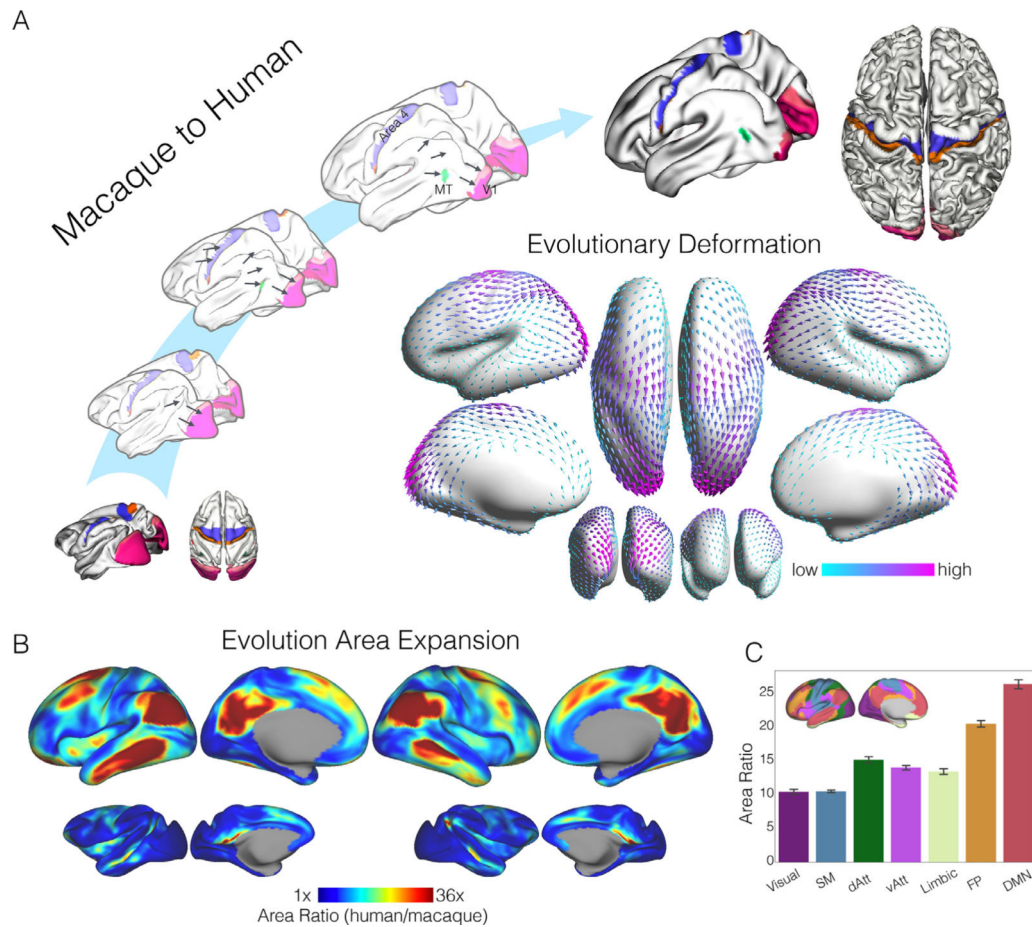 A
Macaque to Human
Area 4
MT
V1
Evolutionary Deformation
low
high
B
Evolution Area Expansion
1x
36x
Area Ratio (human/macaque)
C
Area Ratio
25
20
15
10
5
0
Visual
SM
dAtt
vAtt
Limbic
FP
DMN